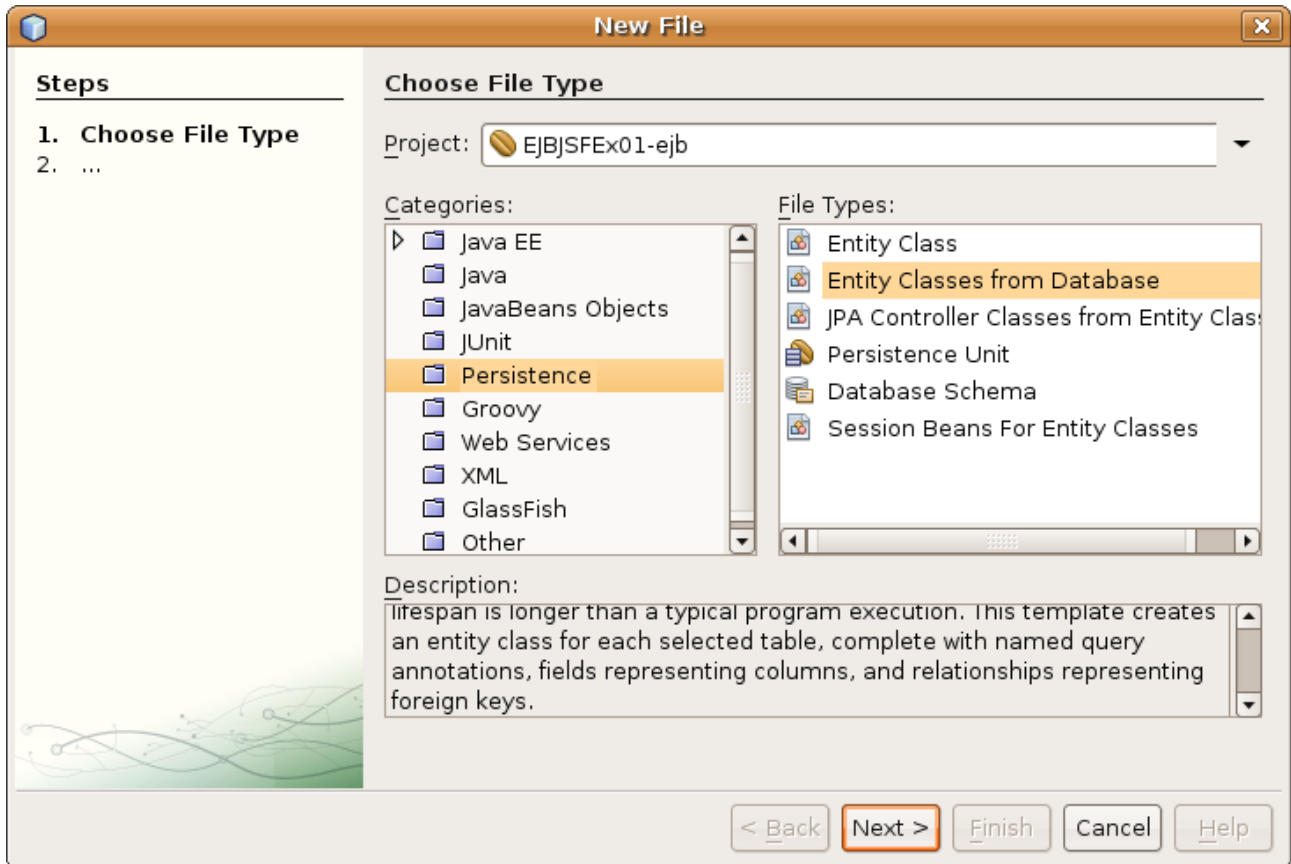 New File
Steps
1. Choose File Type
2. ...
Choose File Type
Project: EJBJSFEx01-ejb
Categories:
Java EE
Java
JavaBeans Objects
JUnit
Persistence
Groovy
Web Services
XML
GlassFish
Other
File Types:
Entity Class
Entity Classes from Database
JPA Controller Classes from Entity Clas
Persistence Unit
Database Schema
Session Beans For Entity Classes
Description:
lifespan is longer than a typical program execution. This template creates
an entity class for each selected table, complete with named query
annotations, fields representing columns, and relationships representing
foreign keys.
< Back Next > Finish Cancel Help